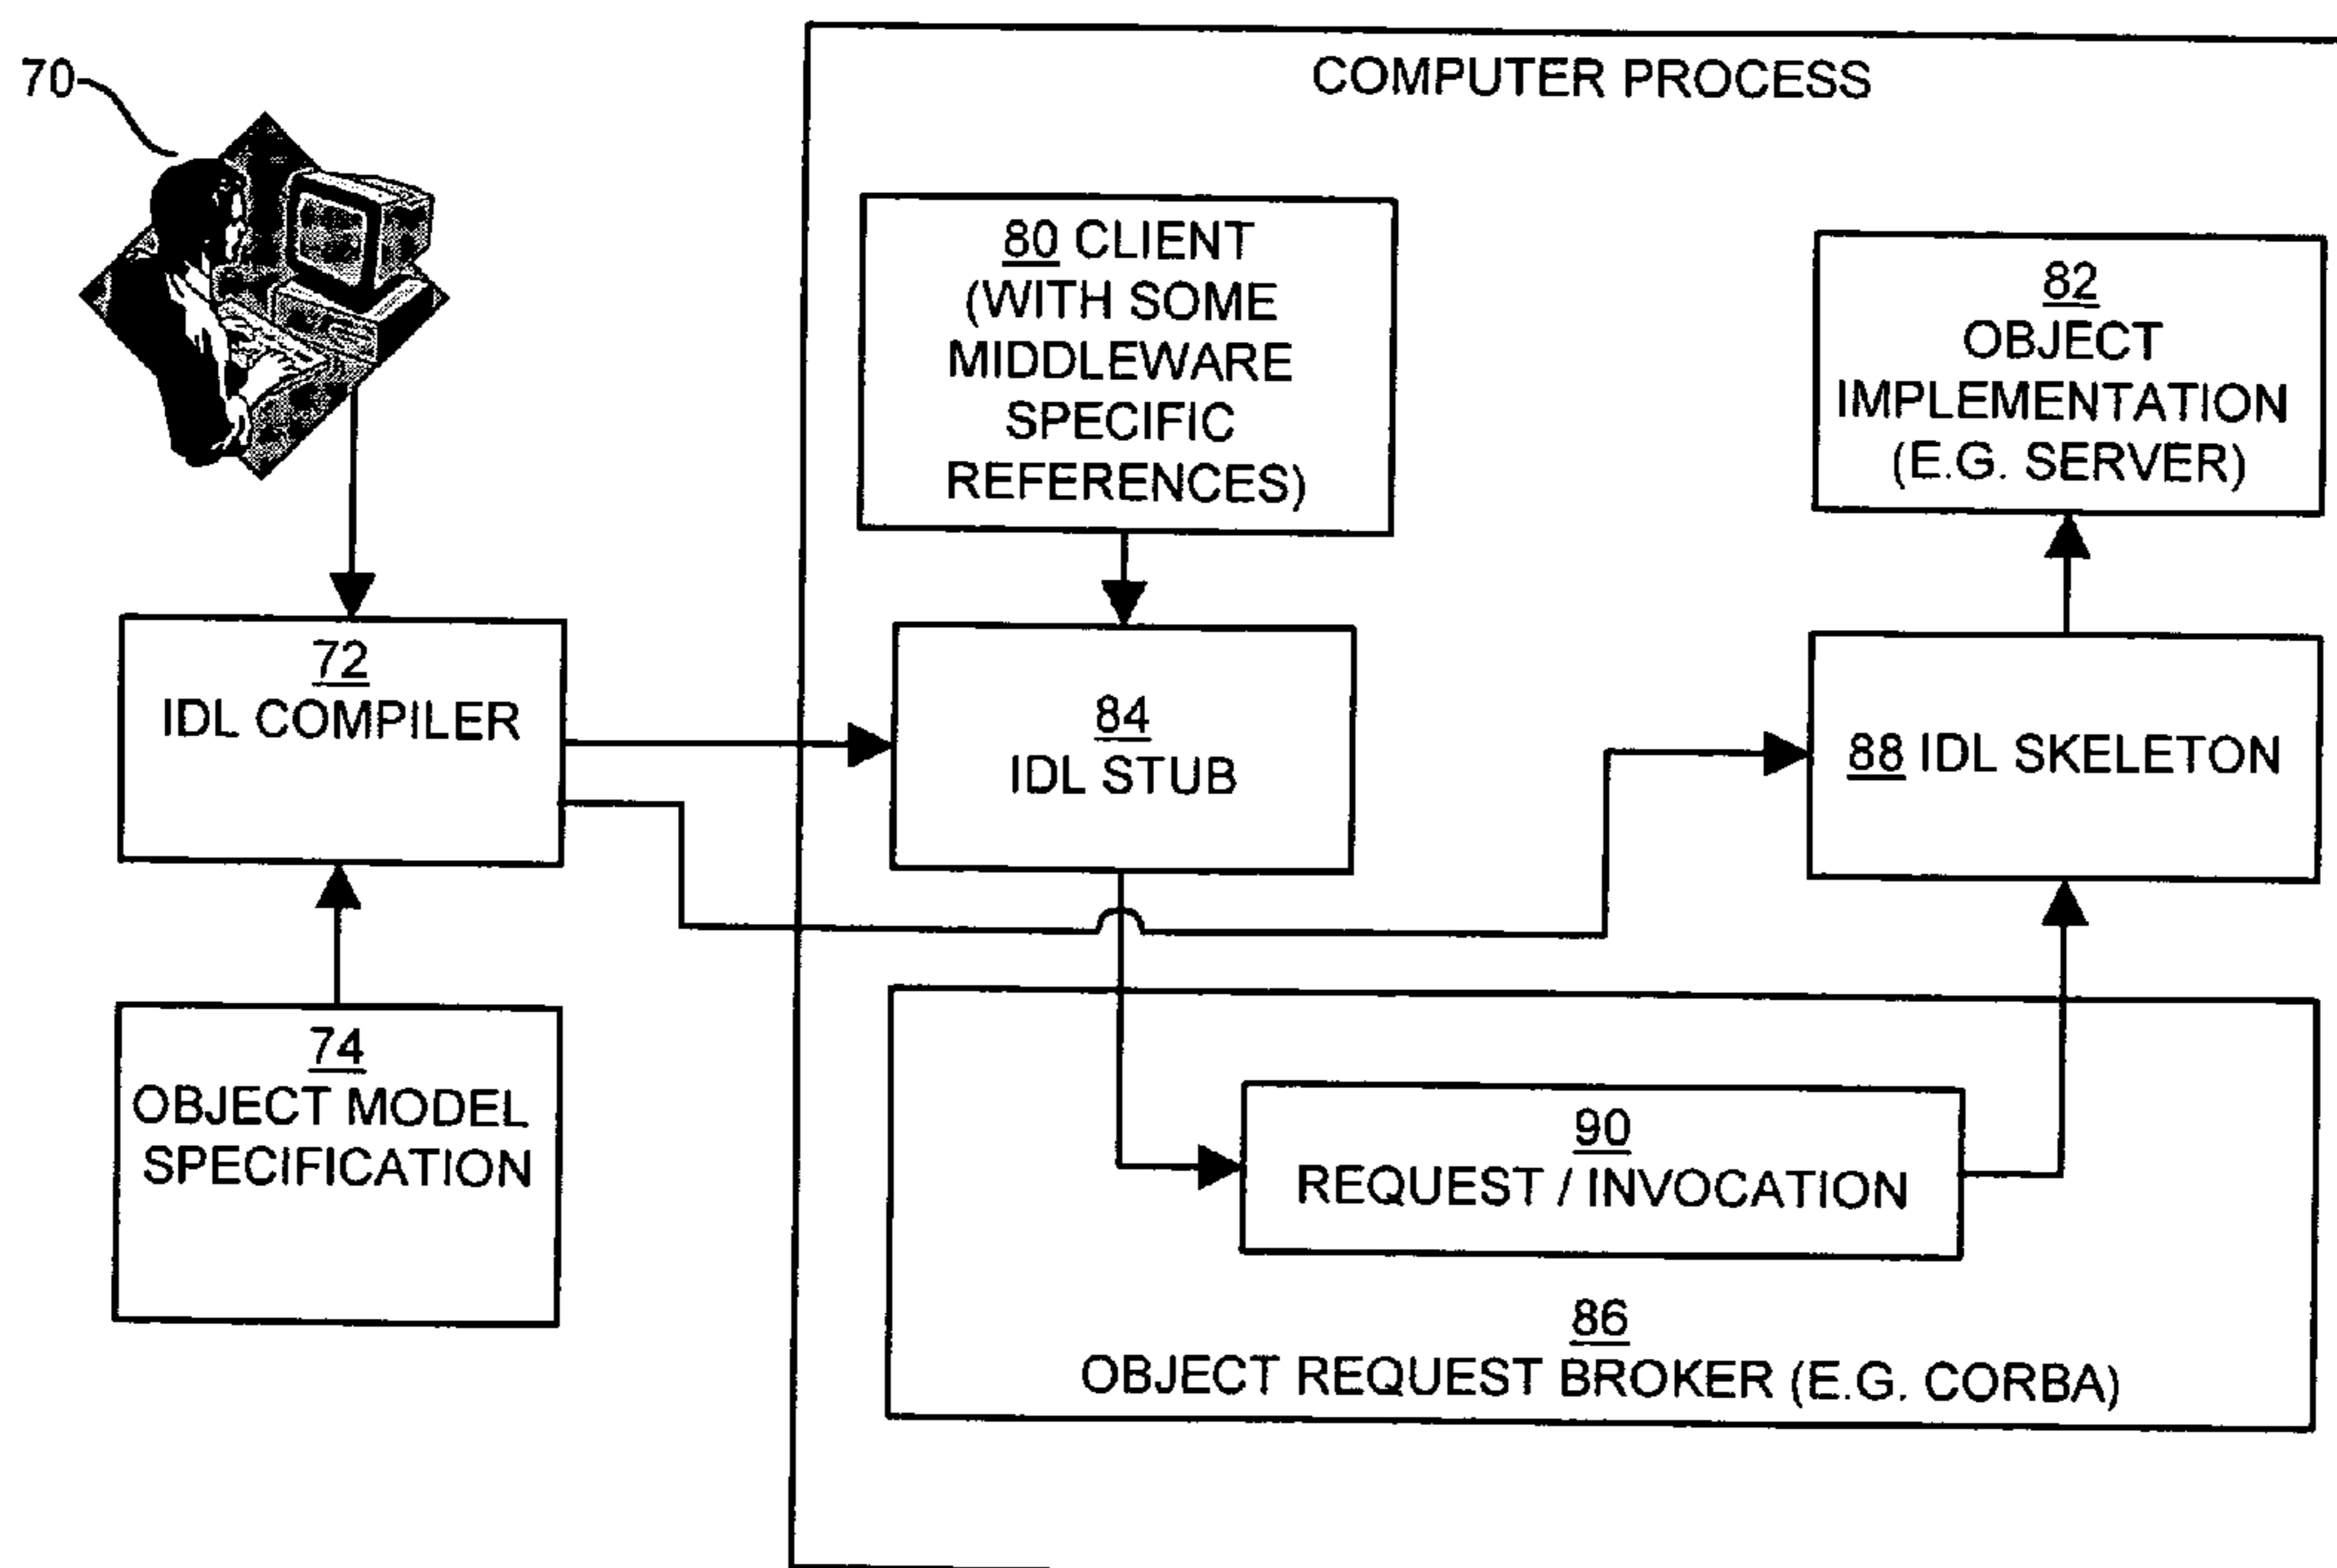 COMPUTER PROCESS
70
80 CLIENT
(WITH SOME
MIDDLEWARE
SPECIFIC
REFERENCES)
82
OBJECT
IMPLEMENTATION
(E.G. SERVER)
72
IDL COMPILER
84
IDL STUB
88 IDL SKELETON
74
OBJECT MODEL
SPECIFICATION
90
REQUEST / INVOCATION
86
OBJECT REQUEST BROKER (E.G. CORBA)